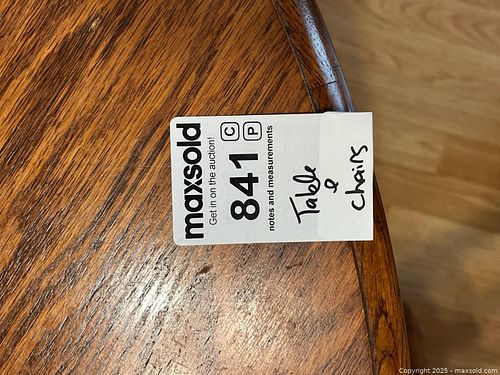 maxsold
Get in on the auction!
841 C P
notes and measurements
Table
&
chairs
Copyright 2025 - maxsold.com